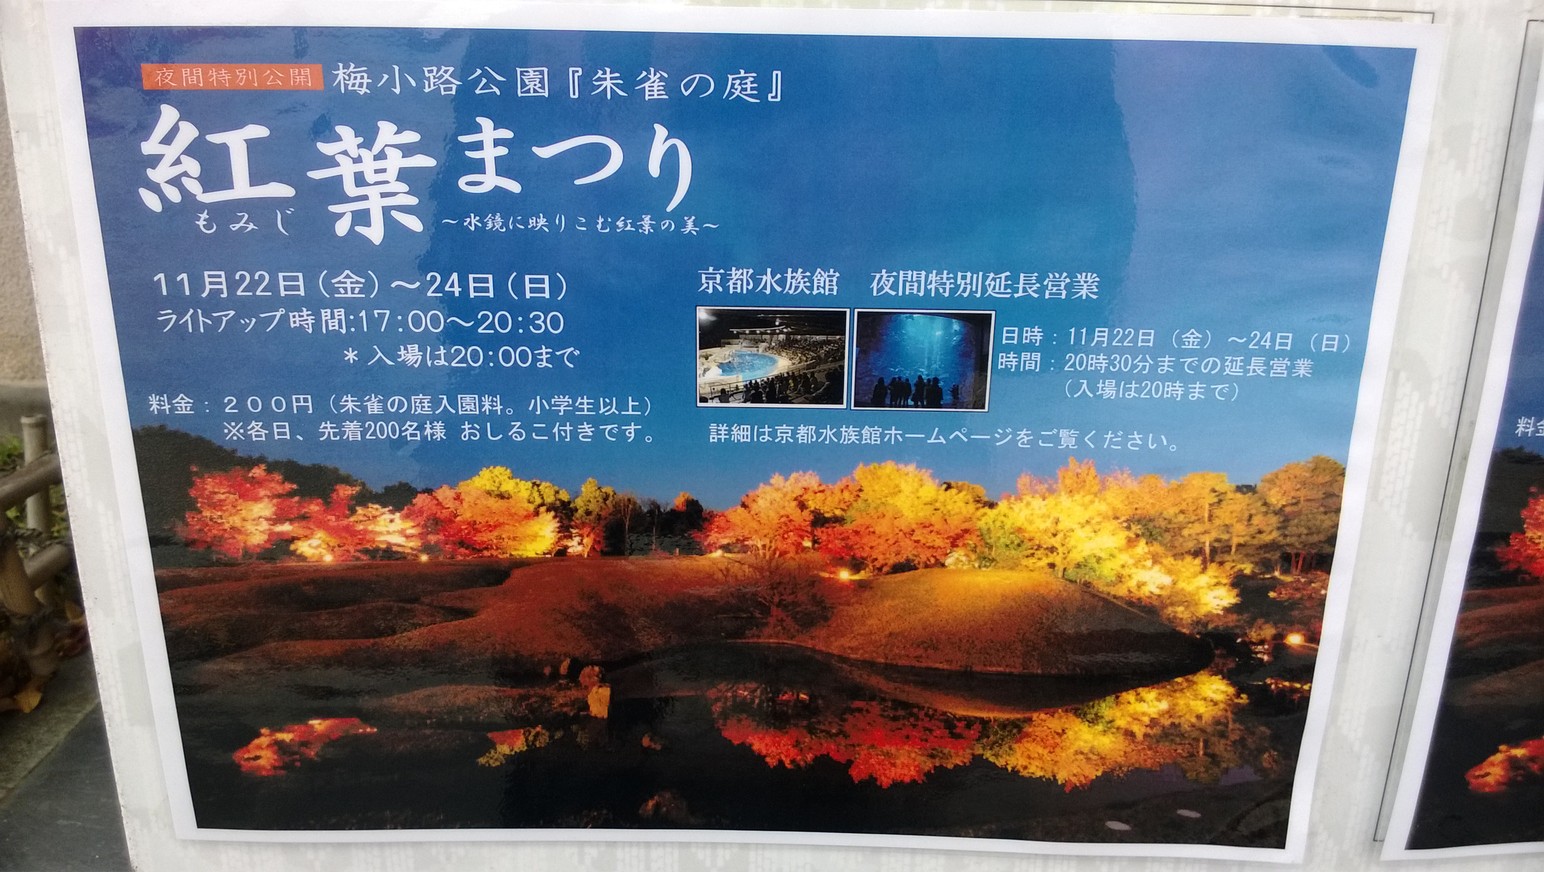 夜間特別公開 梅小路公園『朱雀の庭』
紅葉まつり
もみじ
～水鏡に映りこむ紅葉の美～
11月22日（金）～24日（日）
ライトアップ時間:17:00～20:30
＊入場は20:00まで
料金：２００円（朱雀の庭入園料。小学生以上）
※各日、先着200名様 おしるこ付きです。
京都水族館 夜間特別延長営業
日時：11月22日（金）～24日（日）
時間：20時30分までの延長営業
（入場は20時まで）
詳細は京都水族館ホームページをご覧ください。
料金